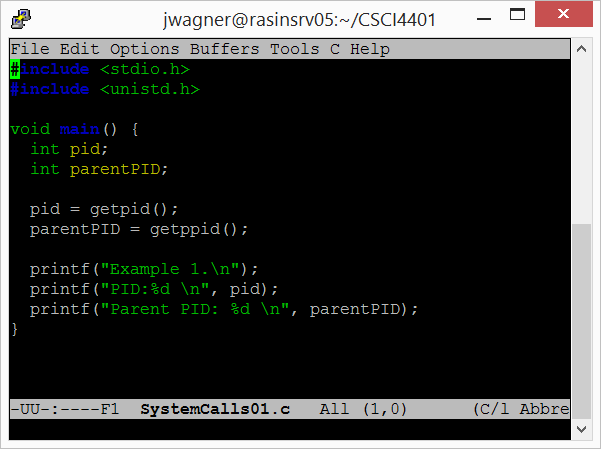 jwagner@rasinsrv05:~/CSCI4401
File Edit Options Buffers Tools C Help
#include <stdio.h>
#include <unistd.h>
void main() {
  int pid;
  int parentPID;
  pid = getpid();
  parentPID = getppid();
  printf("Example 1.\n");
  printf("PID:%d \n", pid);
  printf("Parent PID: %d \n", parentPID);
}
-UU-:----F1  SystemCalls01.c   All (1,0)      (C/l Abbre